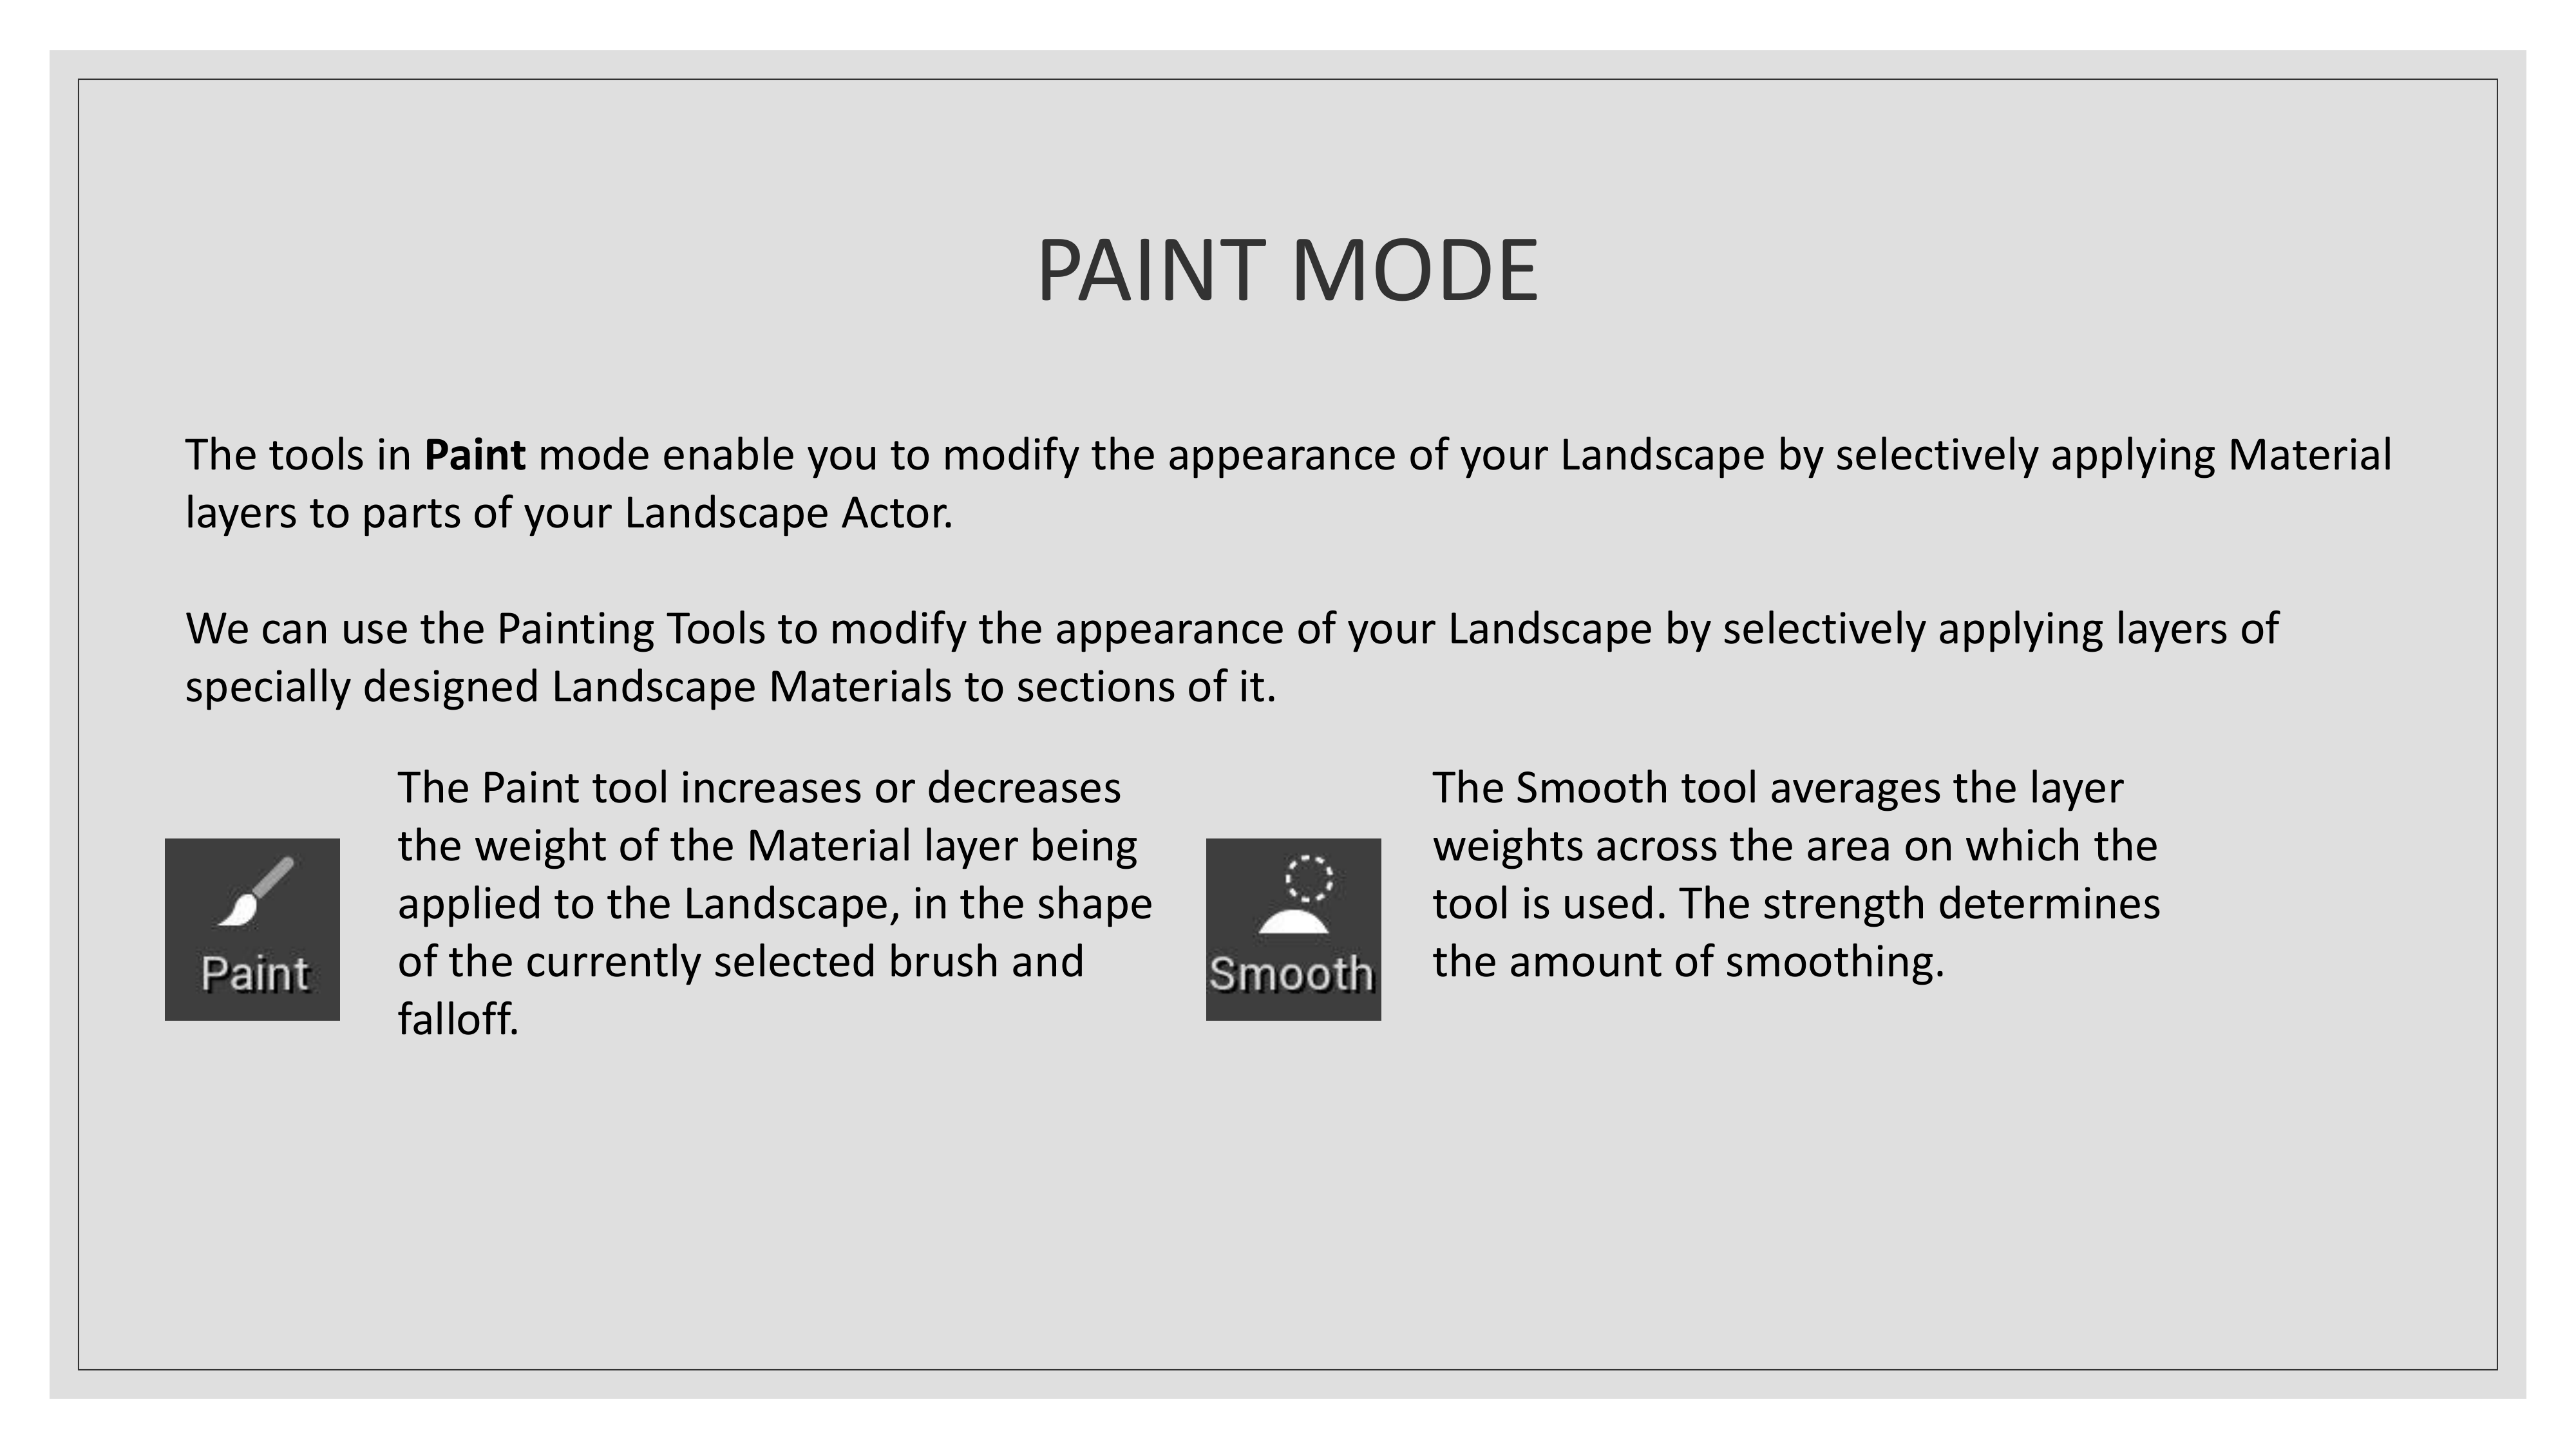 PAINT MODE
The tools in Paint mode enable you to modify the appearance of your Landscape by selectively applying Material
layers to parts of your Landscape Actor.
We can use the Painting Tools to modify the appearance of your Landscape by selectively applying layers of
specially designed Landscape Materials to sections of it.
Paint
The Paint tool increases or decreases
the weight of the Material layer being
applied to the Landscape, in the shape
of the currently selected brush and
falloff.
Smooth
The Smooth tool averages the layer
weights across the area on which the
tool is used. The strength determines
the amount of smoothing.